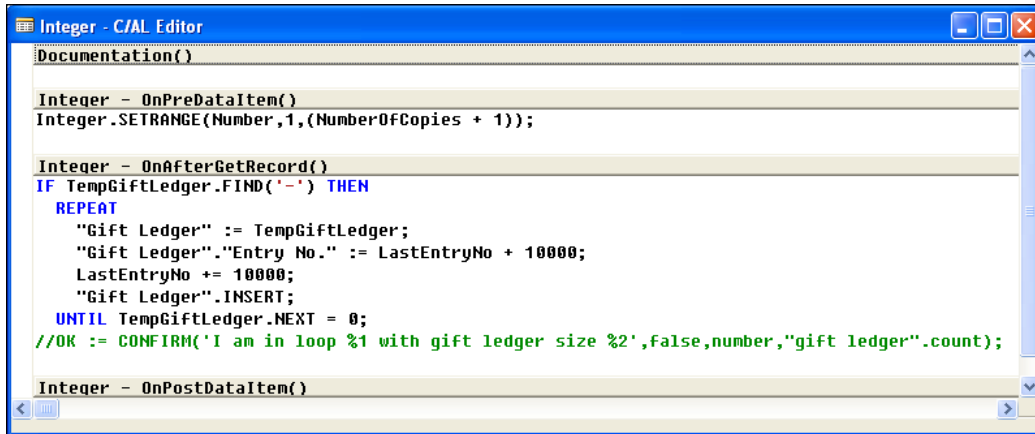 Integer - C/AL Editor
Documentation()
Integer - OnPreDataItem()
Integer.SETRANGE(Number,1,(NumberOfCopies + 1));
Integer - OnAfterGetRecord()
IF TempGiftLedger.FIND('-') THEN
REPEAT
"Gift Ledger" := TempGiftLedger;
"Gift Ledger"."Entry No." := LastEntryNo + 10000;
LastEntryNo += 10000;
"Gift Ledger".INSERT;
UNTIL TempGiftLedger.NEXT = 0;
//OK := CONFIRM('I am in loop %1 with gift ledger size %2',false,number,"gift ledger".count);
Integer - OnPostDataItem()